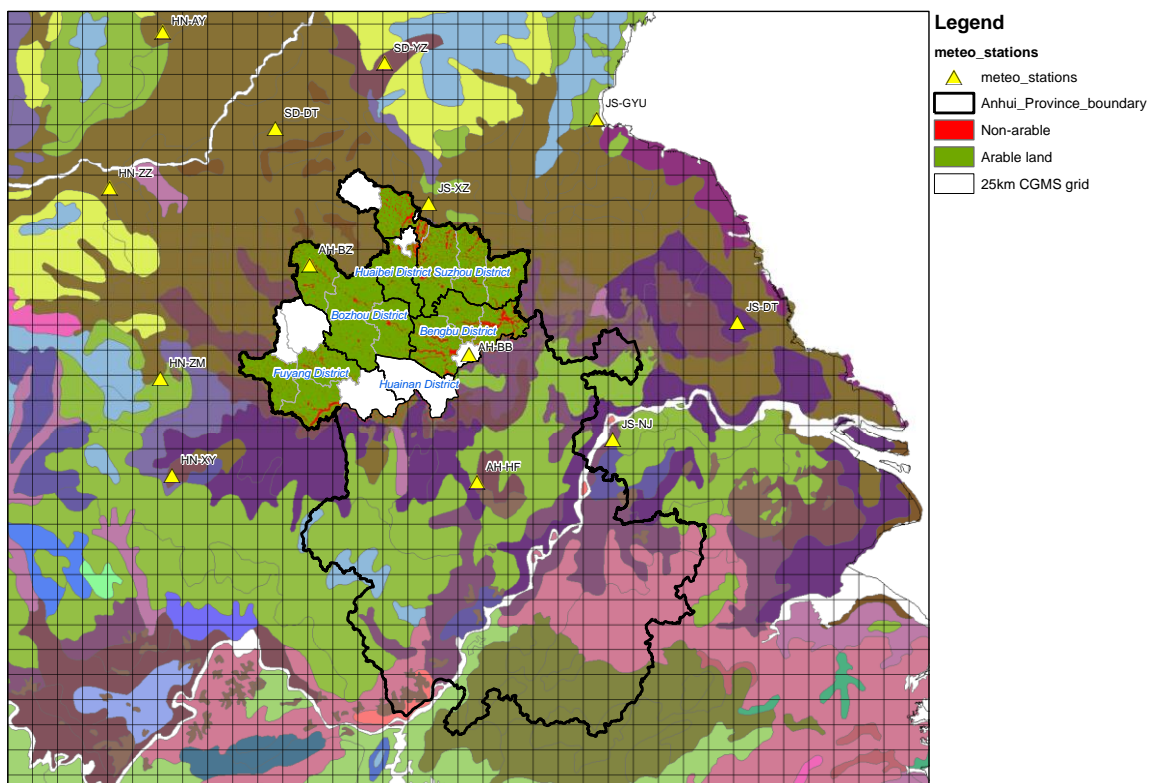 HN-AY
SD-YZ
SD-DT
JS-GYU
HN-ZZ
JS-XZ
AH-BZ
Huaibei District
Suzhou District
Bozhou District
Bengbu District
JS-DT
AH-BB
HN-ZM
Fuyang District
Huainan District
JS-NJ
HN-XY
AH-HF
Legend
meteo_stations
meteo_stations
Anhui_Province_boundary
Non-arable
Arable land
25km CGMS grid